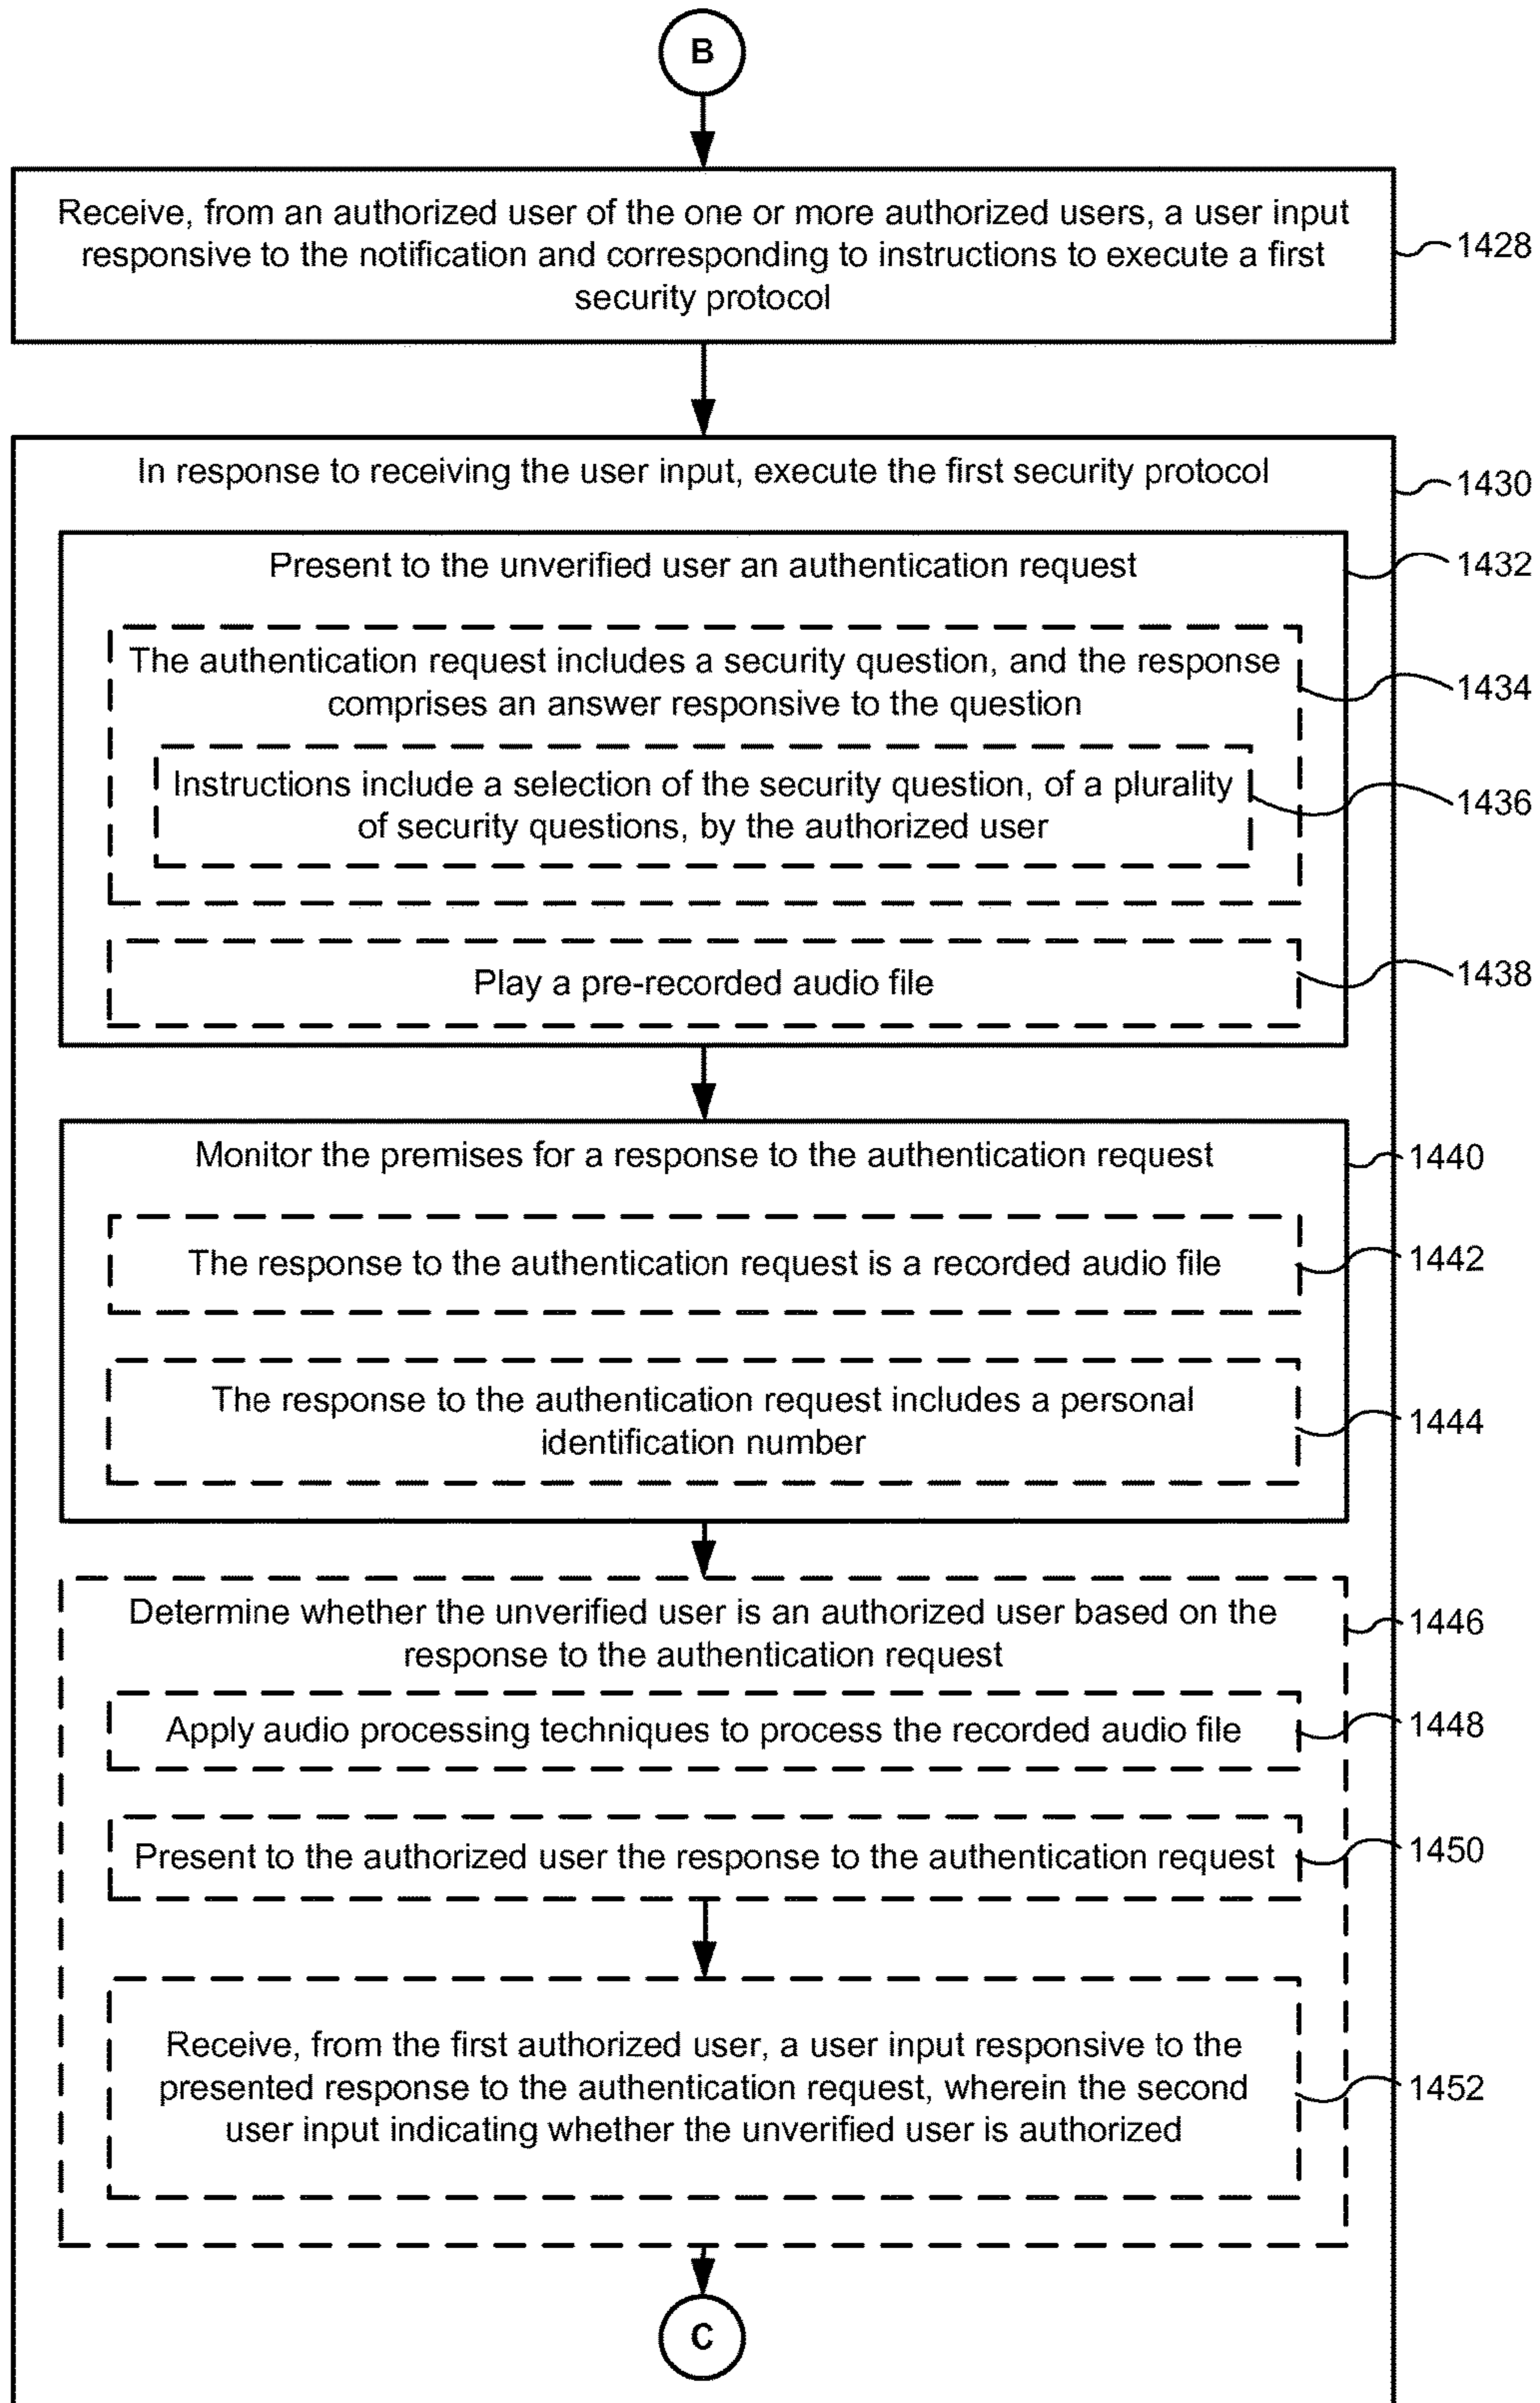 B
Receive, from an authorized user of the one or more authorized users, a user input
responsive to the notification and corresponding to instructions to execute a first
security protocol
1428
In response to receiving the user input, execute the first security protocol
1430
Present to the unverified user an authentication request
1432
The authentication request includes a security question, and the response
comprises an answer responsive to the question
1434
Instructions include a selection of the security question, of a plurality
of security questions, by the authorized user
1436
Play a pre-recorded audio file
1438
Monitor the premises for a response to the authentication request
1440
The response to the authentication request is a recorded audio file
1442
The response to the authentication request includes a personal
identification number
1444
Determine whether the unverified user is an authorized user based on the
response to the authentication request
1446
Apply audio processing techniques to process the recorded audio file
1448
Present to the authorized user the response to the authentication request
1450
Receive, from the first authorized user, a user input responsive to the
presented response to the authentication request, wherein the second
user input indicating whether the unverified user is authorized
1452
C